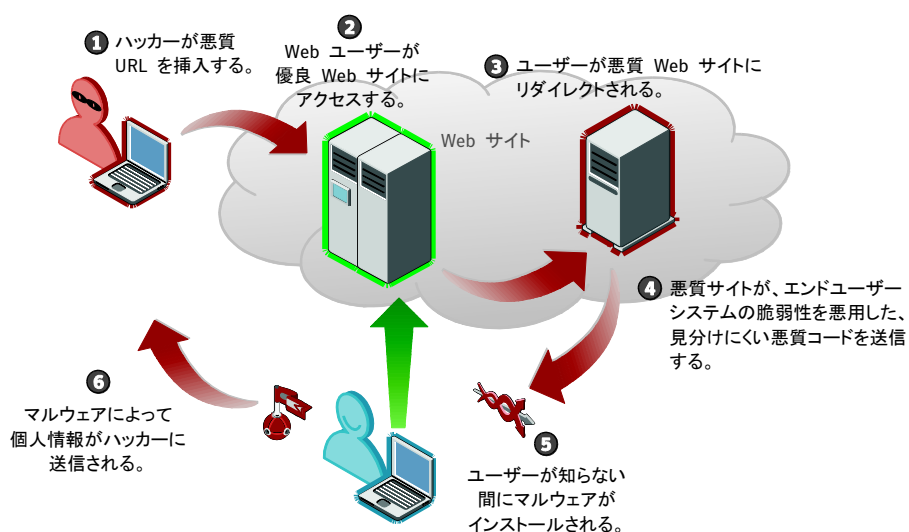 1 ハッカーが悪質
URL を挿入する。
2
Web ユーザーが
優良 Web サイトに
アクセスする。
3 ユーザーが悪質 Web サイトに
リダイレクトされる。
Web サイト
4 悪質サイトが、エンドユーザー
システムの脆弱性を悪用した、
見分けにくい悪質コードを送信
する。
5
ユーザーが知らない
間にマルウェアが
インストールされる。
6
マルウェアによって
個人情報がハッカーに
送信される。